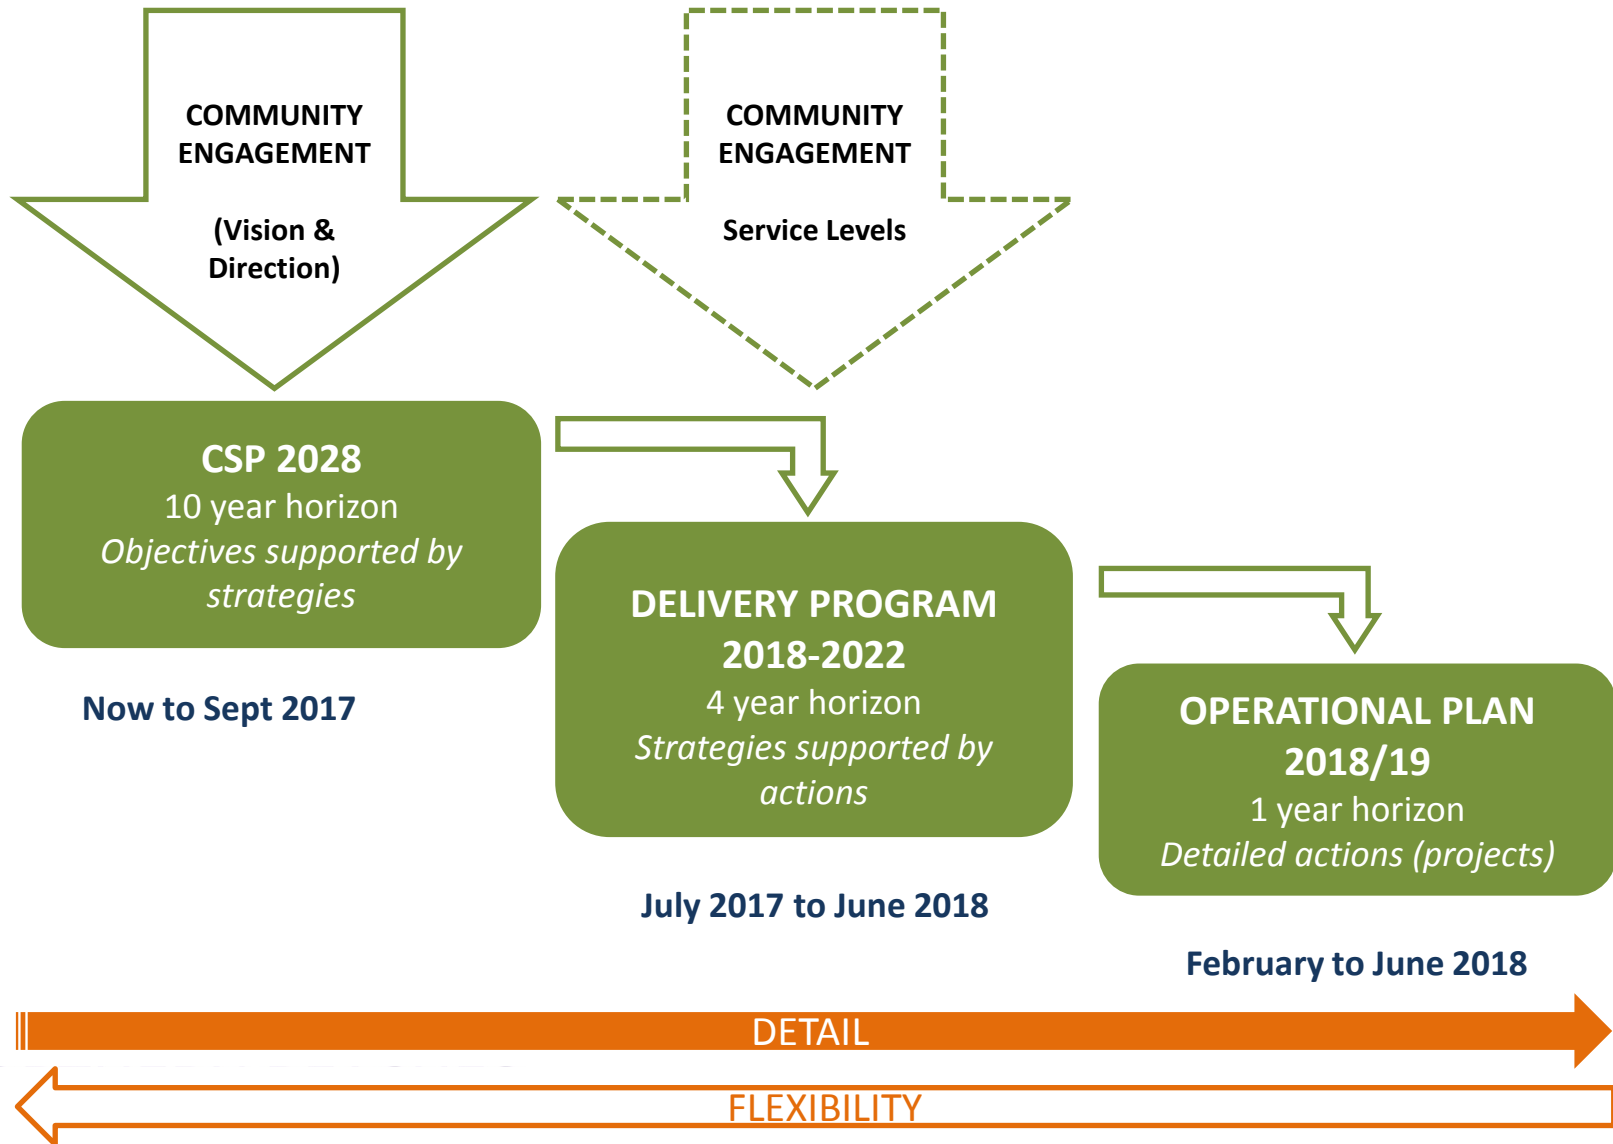 COMMUNITY
ENGAGEMENT
(Vision &
Direction)
COMMUNITY
ENGAGEMENT
Service Levels
CSP 2028
10 year horizon
Objectives supported by
strategies
Now to Sept 2017
DELIVERY PROGRAM
2018-2022
4 year horizon
Strategies supported by
actions
July 2017 to June 2018
OPERATIONAL PLAN
2018/19
1 year horizon
Detailed actions (projects)
February to June 2018
DETAIL
FLEXIBILITY